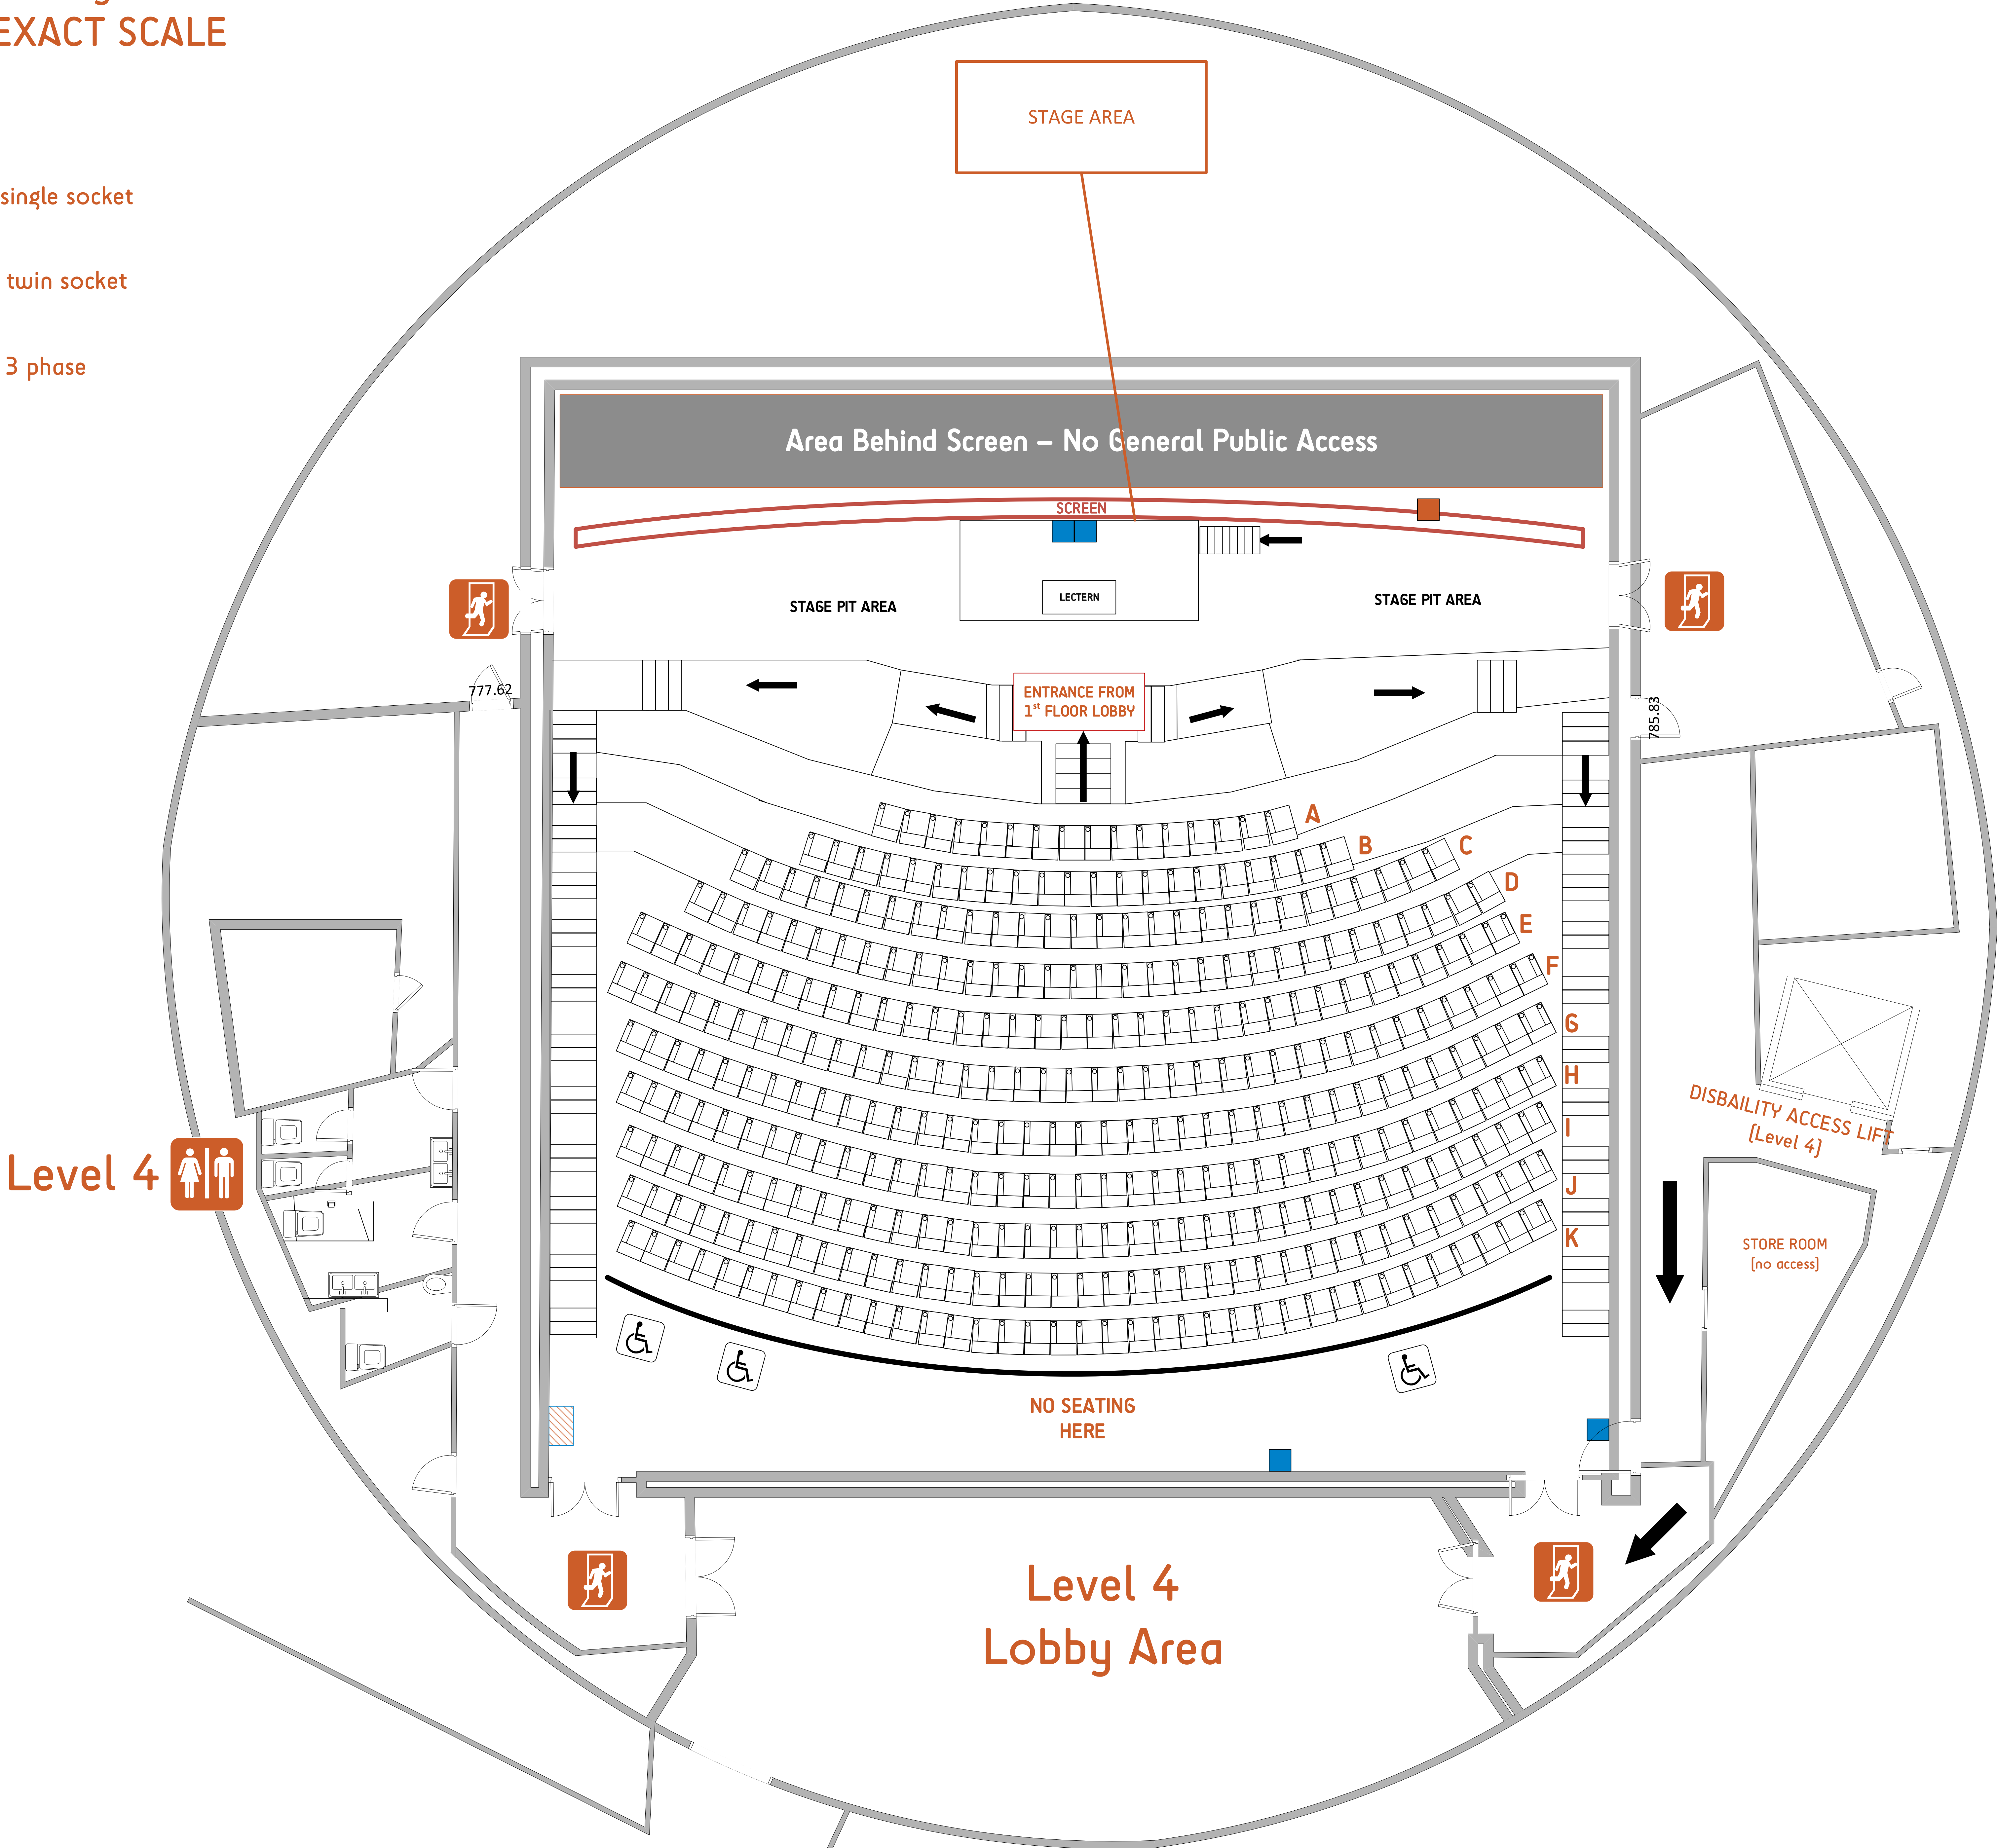 EXACT SCALE
single socket
twin socket
3 phase
STAGE AREA
Area Behind Screen – No General Public Access
SCREEN
LECTERN
STAGE PIT AREA
STAGE PIT AREA
777.62
785.83
ENTRANCE FROM
1st FLOOR LOBBY
A
B
C
D
E
F
G
H
I
J
K
DISBAILITY ACCESS LIFT
(Level 4)
Level 4
STORE ROOM
(no access)
NO SEATING
HERE
Level 4
Lobby Area